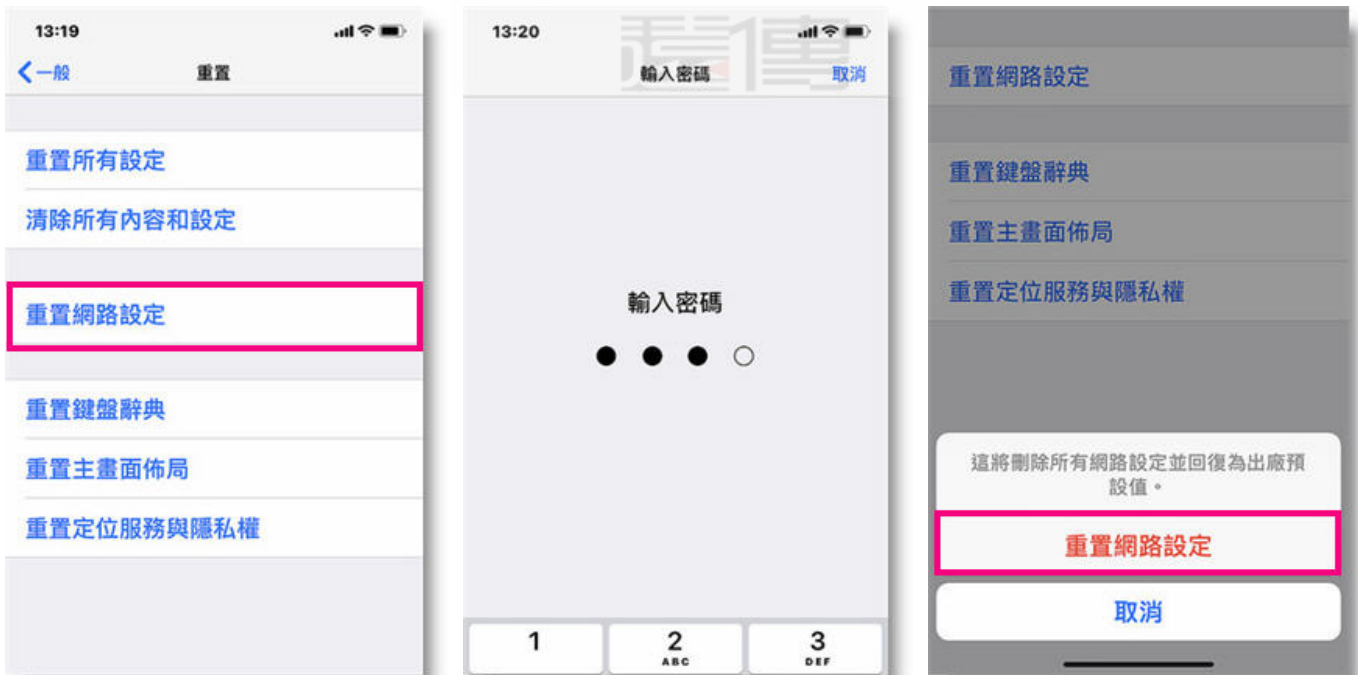 13:19
一般
重置
重置所有設定
清除所有內容和設定
重置網路設定
重置鍵盤辭典
重置主畫面佈局
重置定位服務與隱私權
13:20
遠傳
輸入密碼
取消
輸入密碼
1
2
ABC
3
DEF
重置網路設定
重置鍵盤辭典
重置主畫面佈局
重置定位服務與隱私權
這將刪除所有網路設定並回復為出廠預
設值。
重置網路設定
取消